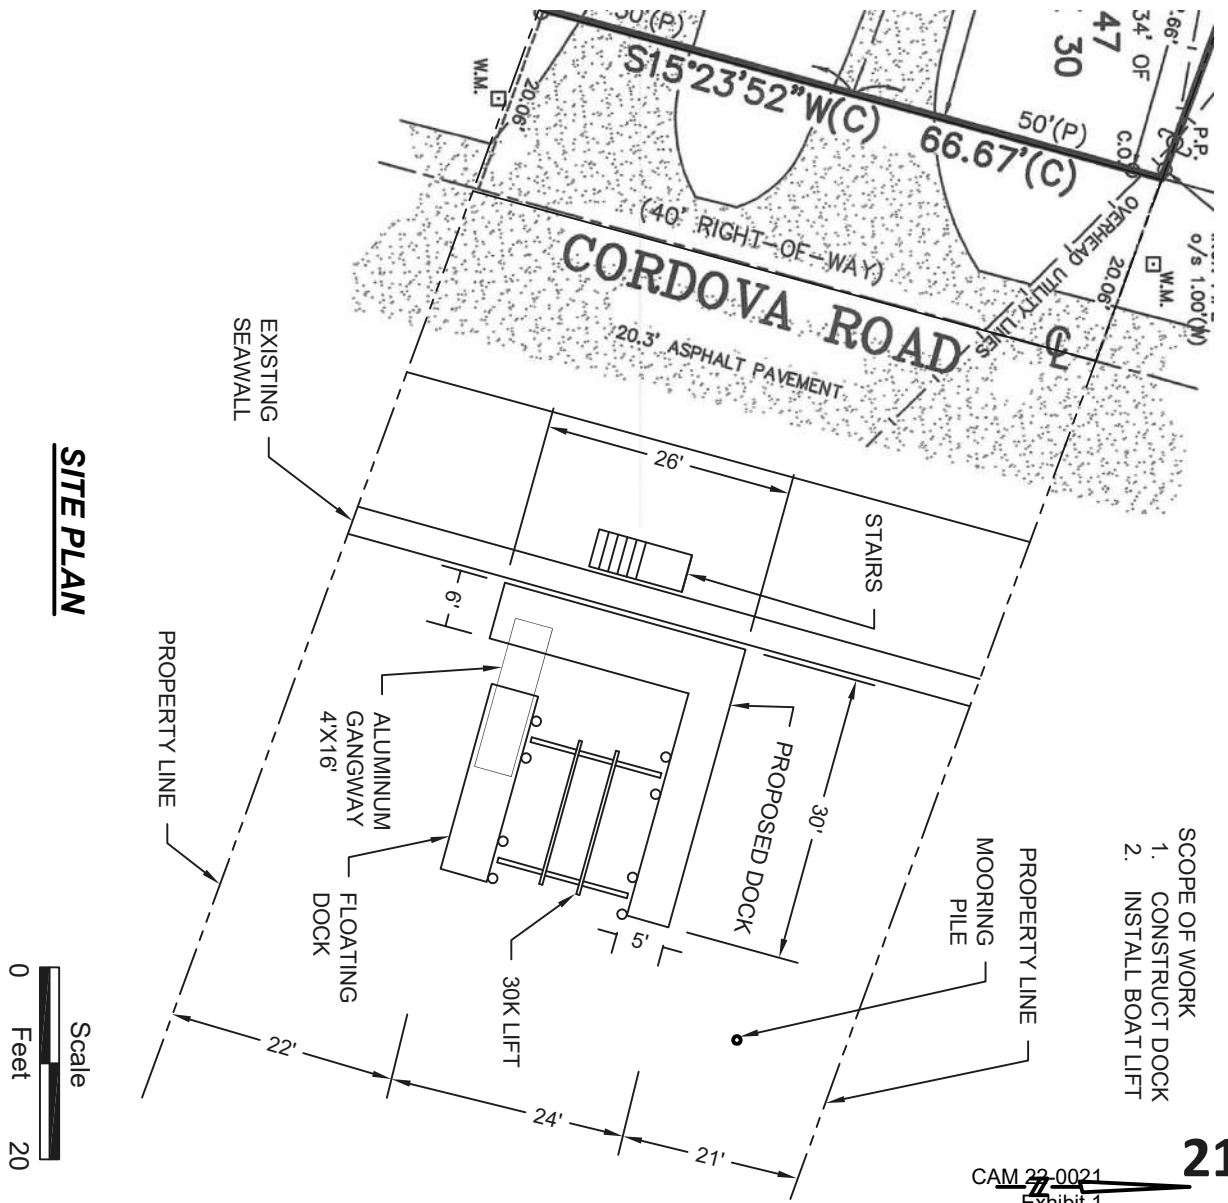 50'(P)
S15°23'52"W(C)
66.67'(C)
50'(P)
47
30
34' OF
.66'
P.P.
C.O.
W.M.
20.06'
W.M.
20.06'
o/s 1.00'(N)
OVERHEAD UTILITY LINES
(40' RIGHT-OF-WAY)
CORDOVA ROAD
20.3' ASPHALT PAVEMENT
EXISTING
SEAWALL
26'
STAIRS
6'
PROPERTY LINE
ALUMINUM
GANGWAY
4'X16'
FLOATING
DOCK
30K LIFT
PROPOSED DOCK
30'
5'
MOORING
PILE
PROPERTY LINE
22'
24'
21'
SCOPE OF WORK
1. CONSTRUCT DOCK
2. INSTALL BOAT LIFT
SITE PLAN
Scale
0 Feet 20
21
CAM 22-0021
Exhibit 1